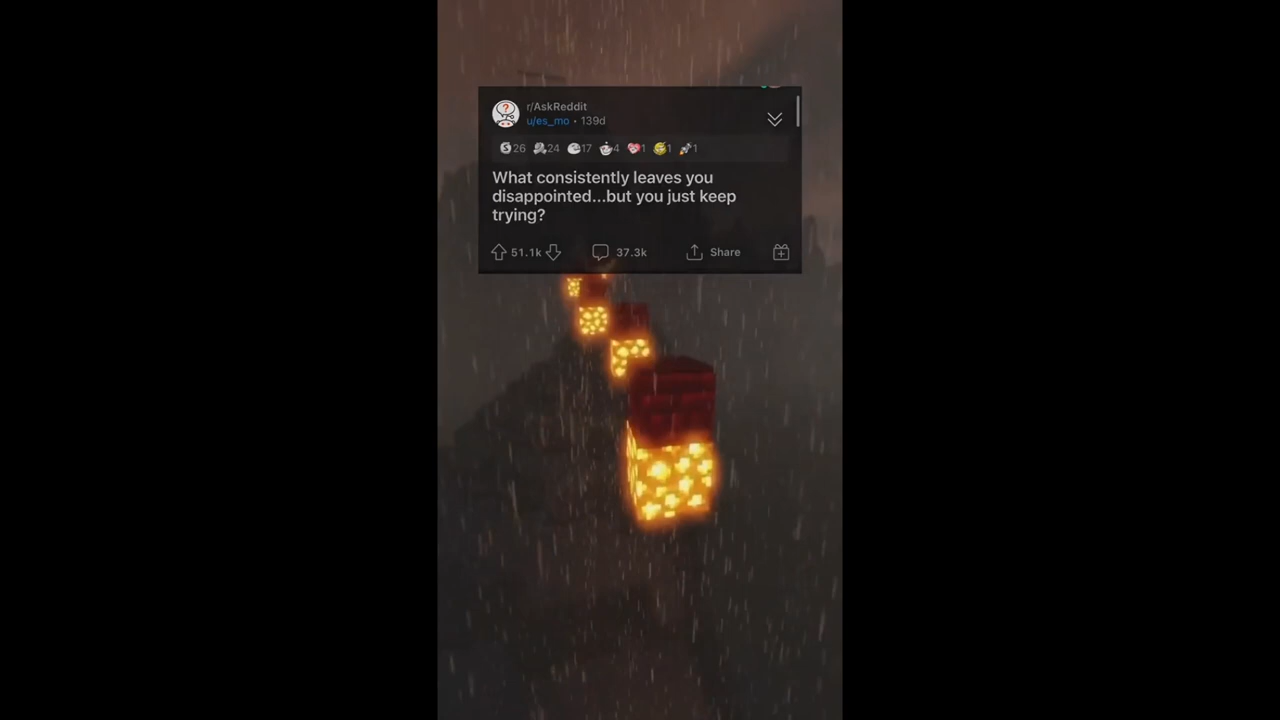 r/AskReddit
u/es_mo • 139d
26 24 17 4 1 1 1
What consistently leaves you
disappointed...but you just keep
trying?
51.1k 37.3k Share